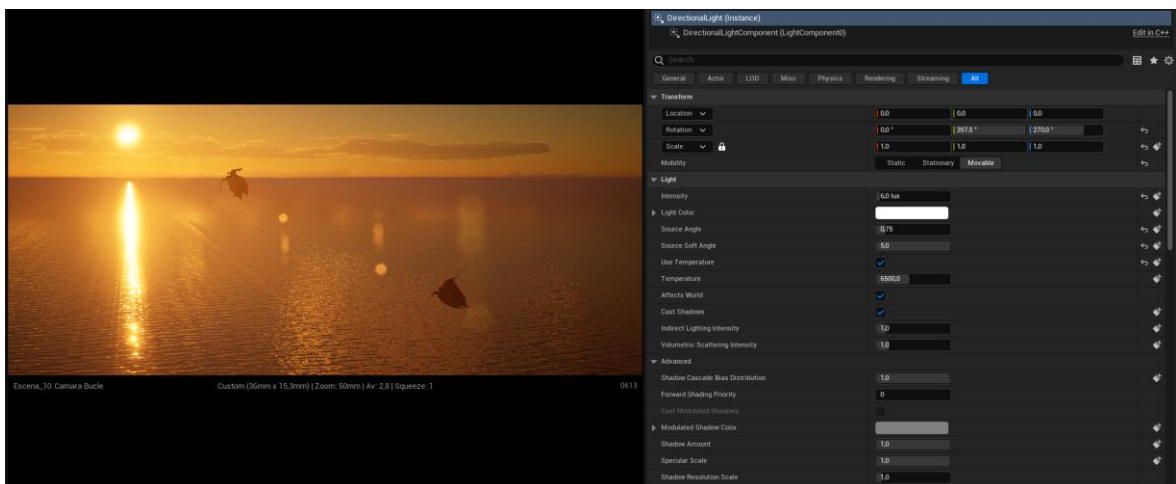 DirectionalLight (Instance)
DirectionalLightComponent (LightComponent0) Edit in C++
Search
General Actor LOD Misc Physics Rendering Streaming All
Transform
Location 0,0 0,0 0,0
Rotation 0,0 ° 357,5 ° 270,0 °
Scale 1,0 1,0 1,0
Mobility Static Stationary Movable
Light
Intensity 6,0 lux
Light Color
Source Angle 0,75
Source Soft Angle 5,0
Use Temperature
Temperature 6500,0
Affects World
Cast Shadows
Indirect Lighting Intensity 1,0
Volumetric Scattering Intensity 1,0
Advanced
Shadow Cascade Bias Distribution 1,0
Forward Shading Priority 0
Cast Modulated Shadows
Modulated Shadow Color
Shadow Amount 1,0
Specular Scale 1,0
Shadow Resolution Scale 1,0
Escena_10 Camara Bucle Custom (36mm x 15,3mm) | Zoom: 50mm | Av: 2,8 | Squeeze: 1 0613